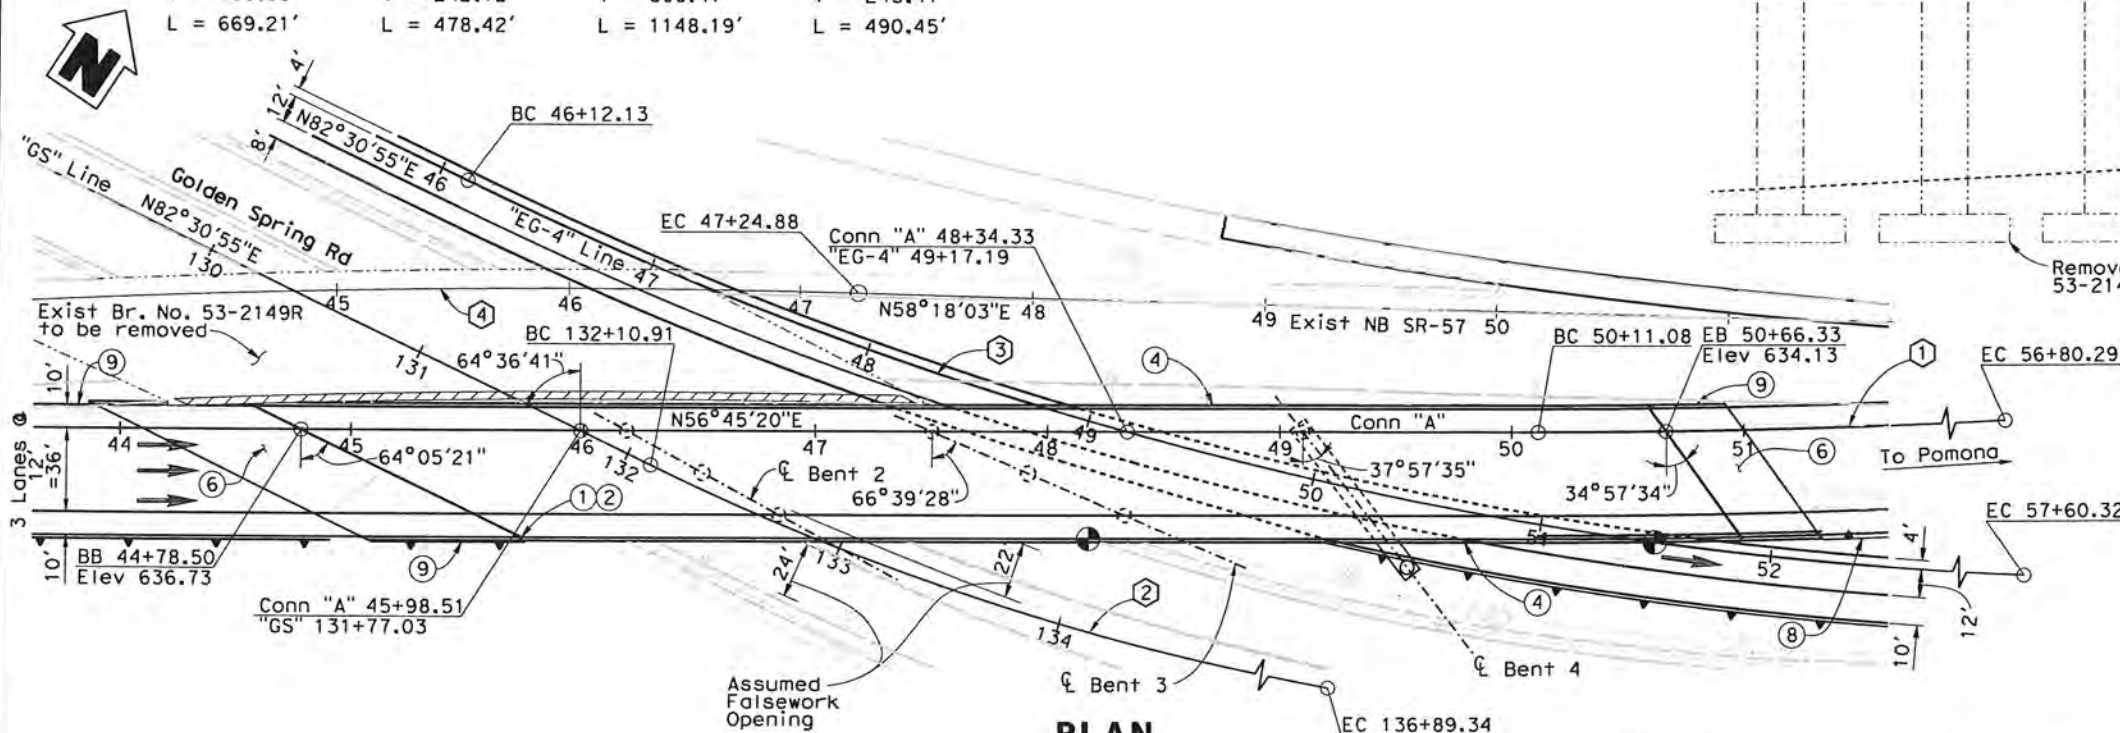 L = 669.21'
L = 478.42'
L = 1148.19'
L = 490.45'
N
4'
12'
8'
N82°30'55"E 46
BC 46+12.13
"GS" Line
Golden Spring Rd
N82°30'55"E
130
"EG-4" Line 47
EC 47+24.88
Conn "A" 48+34.33
"EG-4" 49+17.19
Remove
53-214
Exist Br. No. 53-2149R
to be removed
45
4
46
47
N58°18'03"E 48
49 Exist NB SR-57 50
BC 132+10.91
131
64°36'41"
48
3
4
BC 50+11.08
EB 50+66.33
Elev 634.13
1
EC 56+80.29
9
9
10'
3 Lanes @
12'
=36'
10'
44
45
46
N56°45'20"E
47
48
49
49
Conn "A"
50
51
6
To Pomona
6
64°05'21"
132
℄ Bent 2
66°39'28"
37°57'35"
50
34°57'34"
1 2
EC 57+60.32
BB 44+78.50
Elev 636.73
9
133
24'
22'
2
51
52
4'
12'
10'
8
4
Conn "A" 45+98.51
"GS" 131+77.03
134
Assumed
Falsework
Opening
℄ Bent 3
℄ Bent 4
PLAN
EC 136+89.34